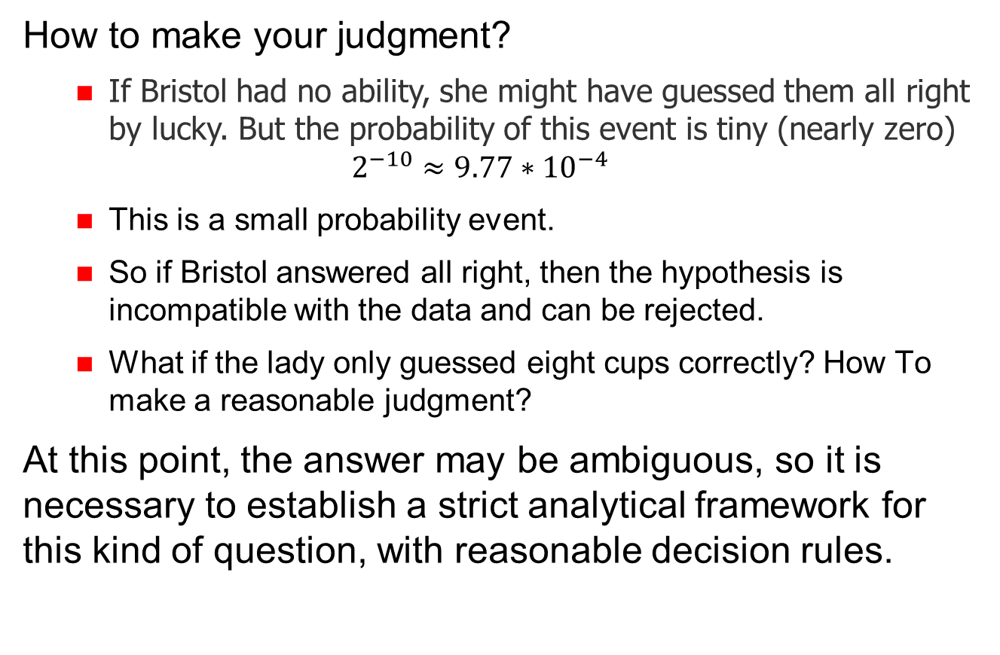 How to make your judgment?
■ If Bristol had no ability, she might have guessed them all right
by lucky. But the probability of this event is tiny (nearly zero)
2⁻¹⁰ ≈ 9.77 * 10⁻⁴
■ This is a small probability event.
■ So if Bristol answered all right, then the hypothesis is
incompatible with the data and can be rejected.
■ What if the lady only guessed eight cups correctly? How To
make a reasonable judgment?
At this point, the answer may be ambiguous, so it is
necessary to establish a strict analytical framework for
this kind of question, with reasonable decision rules.